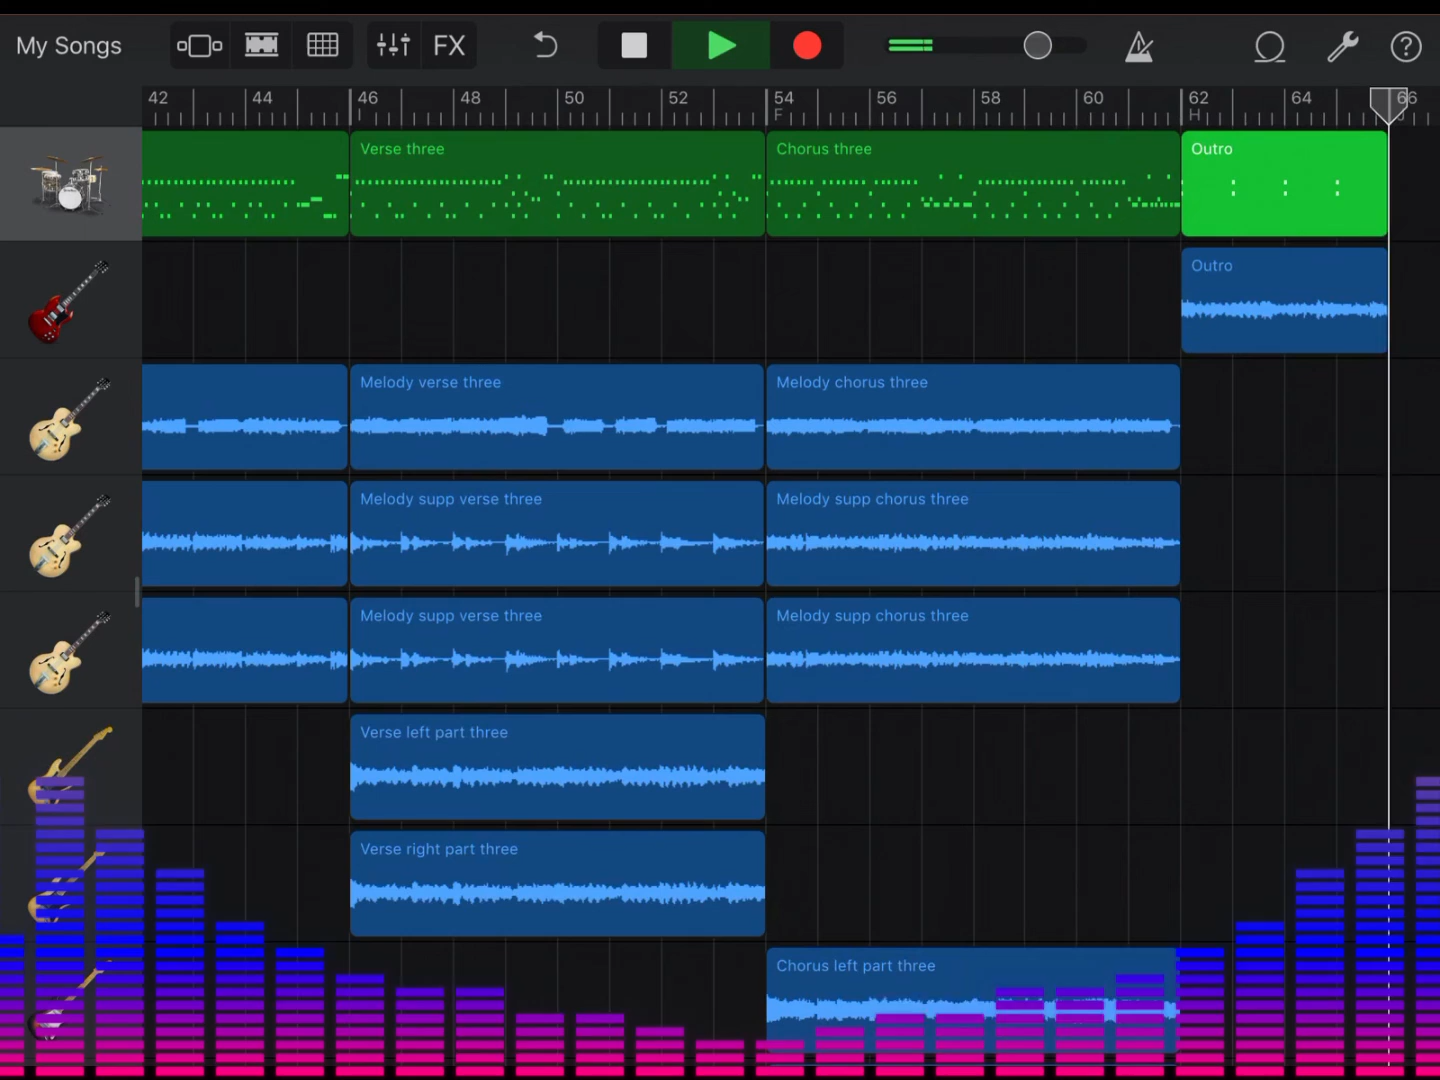 My Songs FX
42 44 46 48 50 52 54 56 58 60 62 64 66
I F H
Verse three Chorus three Outro
Outro
Melody verse three Melody chorus three
Melody supp verse three Melody supp chorus three
Melody supp verse three Melody supp chorus three
Verse left part three
Verse right part three
Chorus left part three